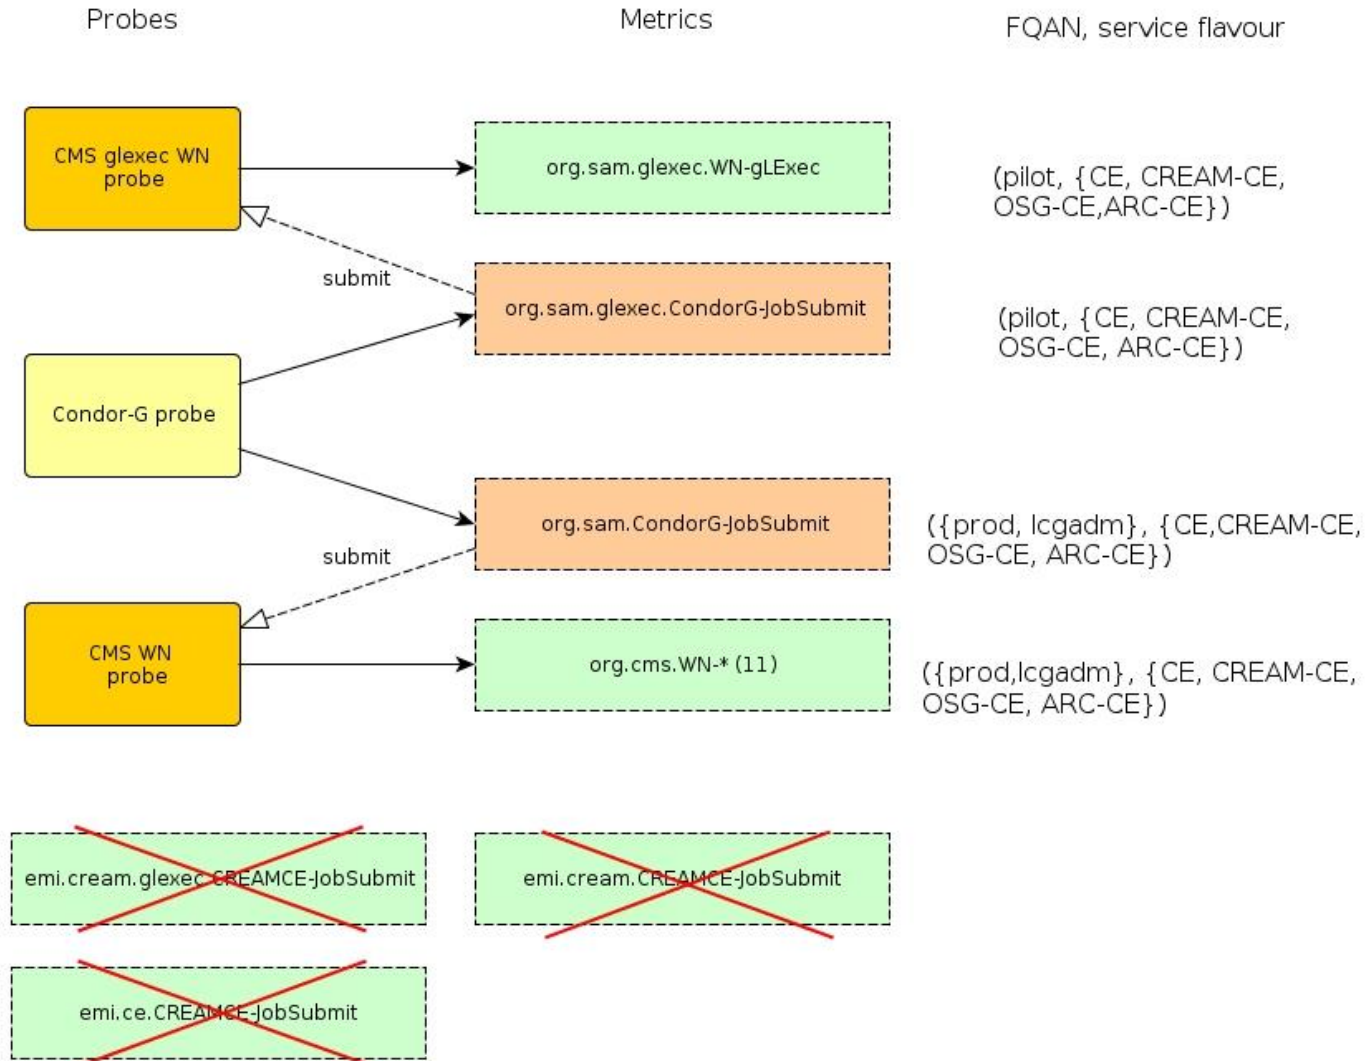 Probes
Metrics
FQAN, service flavour
CMS glexec WN
probe
org.sam.glexec.WN-gLExec
(pilot, {CE, CREAM-CE,
OSG-CE,ARC-CE})
submit
org.sam.glexec.CondorG-JobSubmit
(pilot, {CE, CREAM-CE,
OSG-CE, ARC-CE})
Condor-G probe
org.sam.CondorG-JobSubmit
({prod, lcgadm}, {CE,CREAM-CE,
OSG-CE, ARC-CE})
submit
CMS WN
probe
org.cms.WN-* (11)
({prod,lcgadm}, {CE, CREAM-CE,
OSG-CE, ARC-CE})
emi.cream.glexec.CREAMCE-JobSubmit
emi.cream.CREAMCE-JobSubmit
emi.ce.CREAMCE-JobSubmit